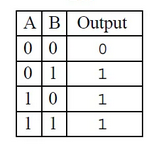 A B Output
0 0 0
0 1 1
1 0 1
1 1 1